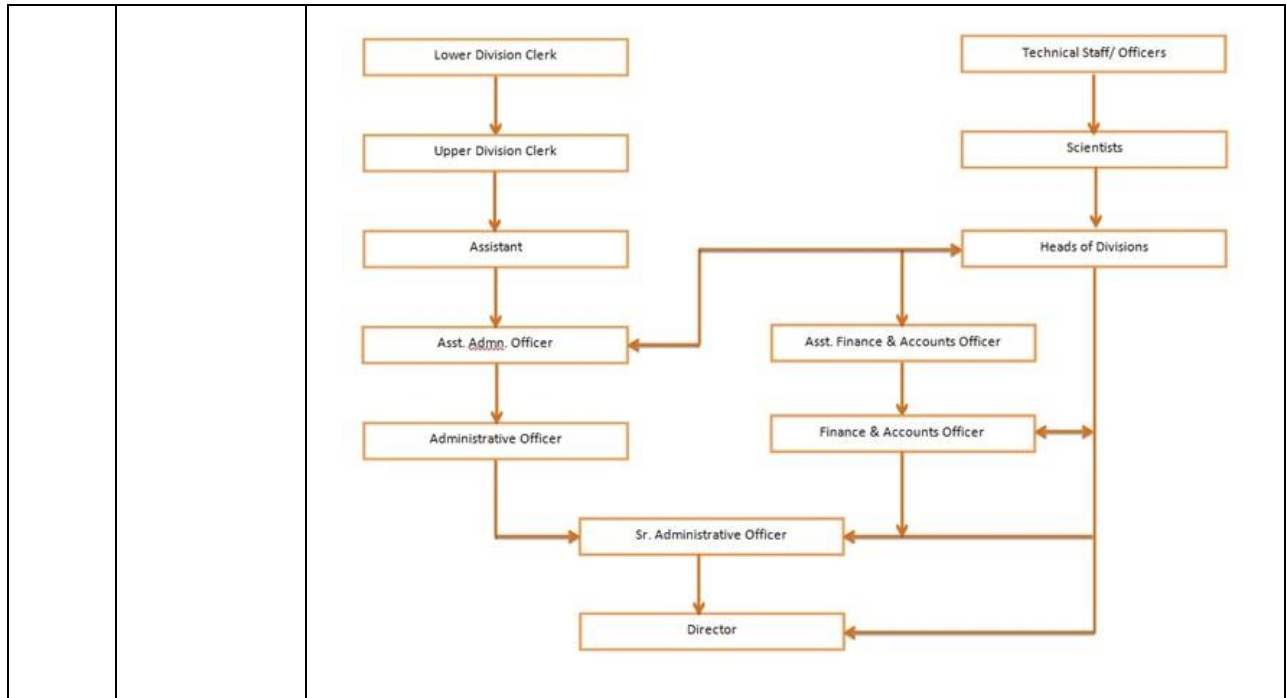 Lower Division Clerk
Technical Staff/ Officers
Upper Division Clerk
Scientists
Assistant
Heads of Divisions
Asst. Admn. Officer
Asst. Finance & Accounts Officer
Administrative Officer
Finance & Accounts Officer
Sr. Administrative Officer
Director